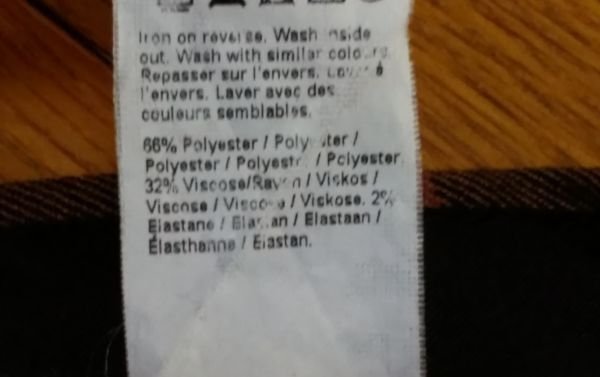 Iron on reverse. Wash inside
out. Wash with similar colours.
Repasser sur l'envers. Laver à
l'envers. Laver avec des
couleurs semblables.
66% Polyester / Polyester /
Polyester / Polyester / Polyester.
32% Viscose/Rayon / Viskos /
Viscose / Viscose / Viskose. 2%
Elastane / Elastan / Elastaan /
Élasthanne / Elastan.